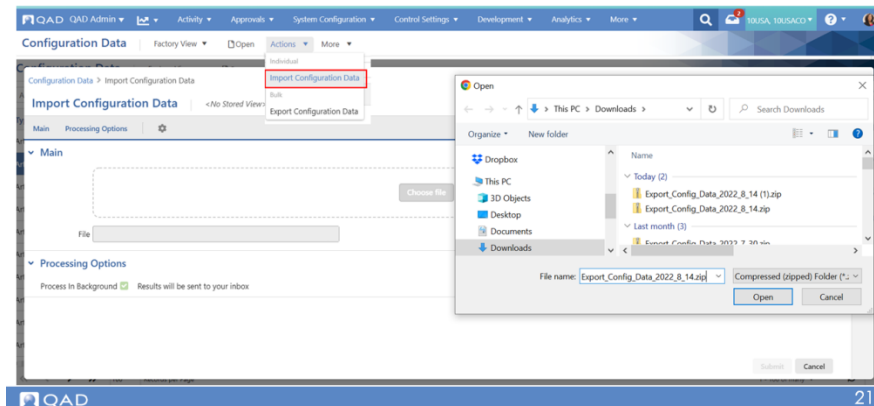 QAD QAD Admin Activity Approvals System Configuration Control Settings Development Analytics More 2 10USA, 10USACO
Configuration Data Factory View Open Actions More
Individual
Import Configuration Data
Bulk
Export Configuration Data
Configuration Data > Import Configuration Data
Import Configuration Data <No Stored View>
Main Processing Options
Main
Choose file
File
Processing Options
Process In Background Results will be sent to your inbox
Submit Cancel
Open
This PC > Downloads > Search Downloads
Organize New folder
Dropbox
This PC
3D Objects
Desktop
Documents
Downloads
Name
Today (2)
Export_Config_Data_2022_8_14 (1).zip
Export_Config_Data_2022_8_14.zip
Last month (3)
Export_Config_Data_2022_7_30.zip
File name: Export_Config_Data_2022_8_14.zip Compressed (zipped) Folder (*.z
Open Cancel
QAD 21